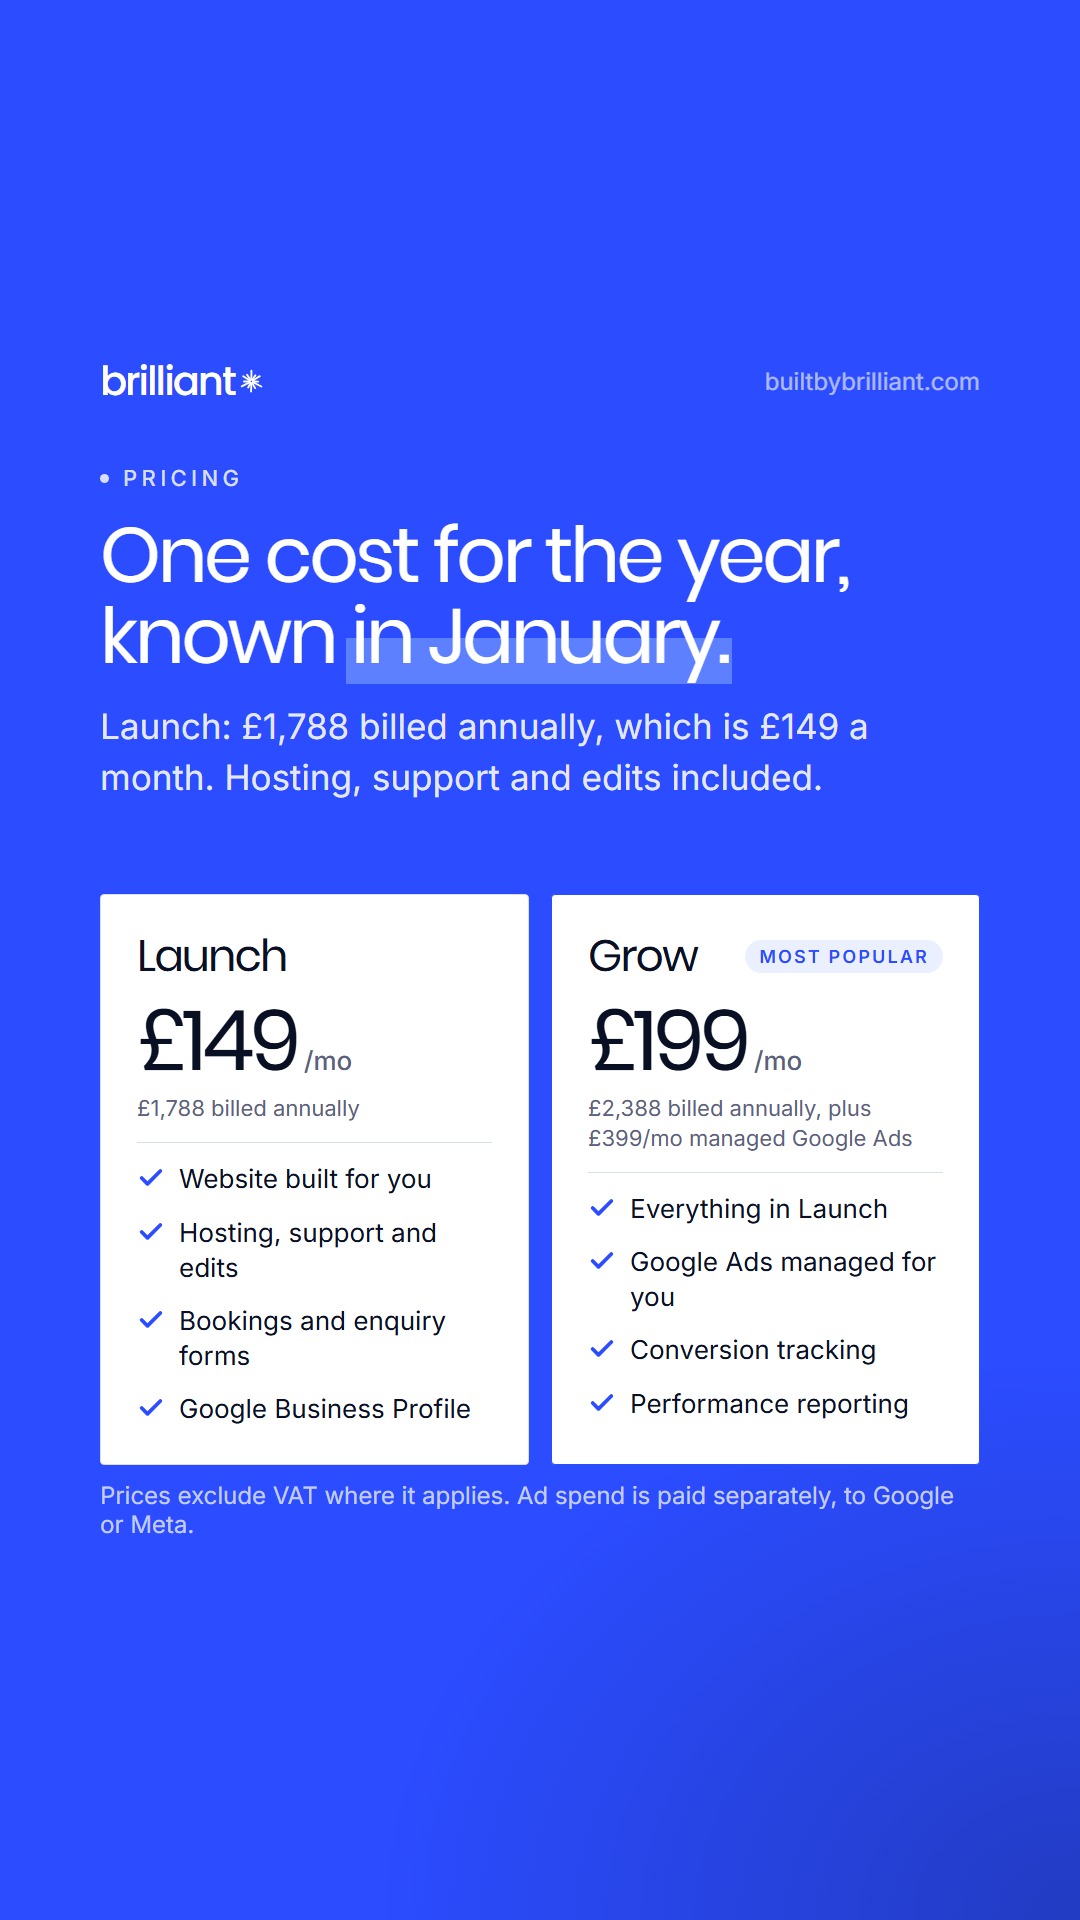 brilliant
builtbybrilliant.com
PRICING
One cost for the year,
known in January.
Launch: £1,788 billed annually, which is £149 a
month. Hosting, support and edits included.
Launch
£149 /mo
£1,788 billed annually
Website built for you
Hosting, support and
edits
Bookings and enquiry
forms
Google Business Profile
Grow
MOST POPULAR
£199 /mo
£2,388 billed annually, plus
£399/mo managed Google Ads
Everything in Launch
Google Ads managed for
you
Conversion tracking
Performance reporting
Prices exclude VAT where it applies. Ad spend is paid separately, to Google
or Meta.